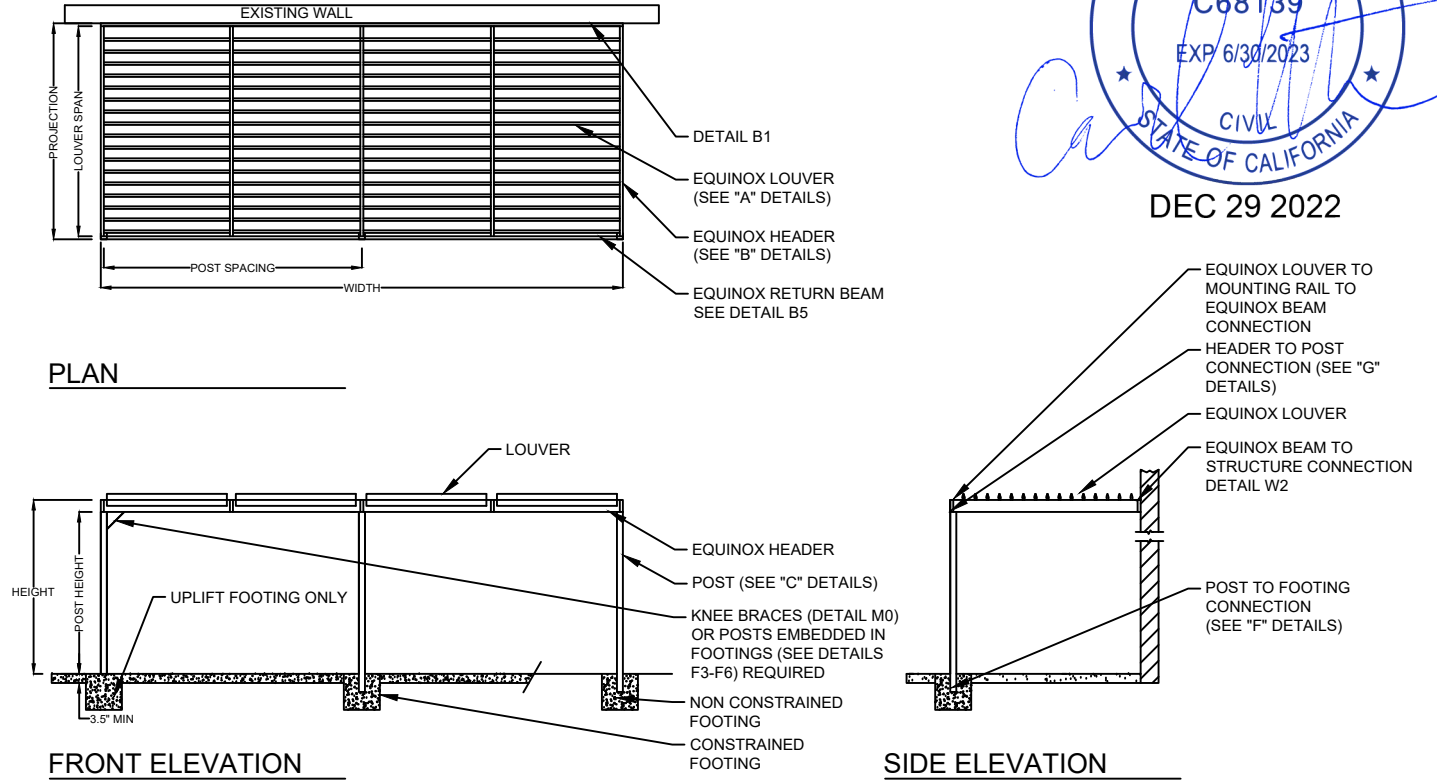 EXISTING WALL
PROJECTION
LOUVER SPAN
POST SPACING
WIDTH
DETAIL B1
EQUINOX LOUVER
(SEE "A" DETAILS)
EQUINOX HEADER
(SEE "B" DETAILS)
EQUINOX RETURN BEAM
SEE DETAIL B5
PLAN
C68139
EXP 6/30/2023
CIVIL
STATE OF CALIFORNIA
DEC 29 2022
LOUVER
HEIGHT
POST HEIGHT
UPLIFT FOOTING ONLY
3.5" MIN
EQUINOX HEADER
POST (SEE "C" DETAILS)
KNEE BRACES (DETAIL M0)
OR POSTS EMBEDDED IN
FOOTINGS (SEE DETAILS
F3-F6) REQUIRED
NON CONSTRAINED
FOOTING
CONSTRAINED
FOOTING
FRONT ELEVATION
EQUINOX LOUVER TO
MOUNTING RAIL TO
EQUINOX BEAM
CONNECTION
HEADER TO POST
CONNECTION (SEE "G"
DETAILS)
EQUINOX LOUVER
EQUINOX BEAM TO
STRUCTURE CONNECTION
DETAIL W2
POST TO FOOTING
CONNECTION
(SEE "F" DETAILS)
SIDE ELEVATION